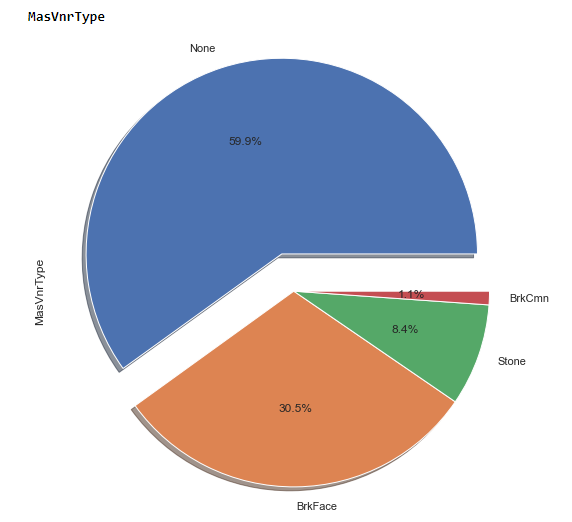 MasVnrType
None
59.9%
MasVnrType
1.1%
BrkCmn
8.4%
Stone
30.5%
BrkFace